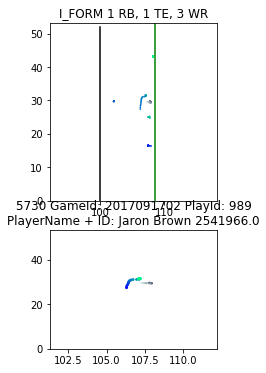 I_FORM 1 RB, 1 TE, 3 WR
50
40
30
20
10
0
100 110
5730 GameId: 2017091702 PlayId: 989
PlayerName + ID: Jaron Brown 2541966.0
40
20
0
102.5 105.0 107.5 110.0